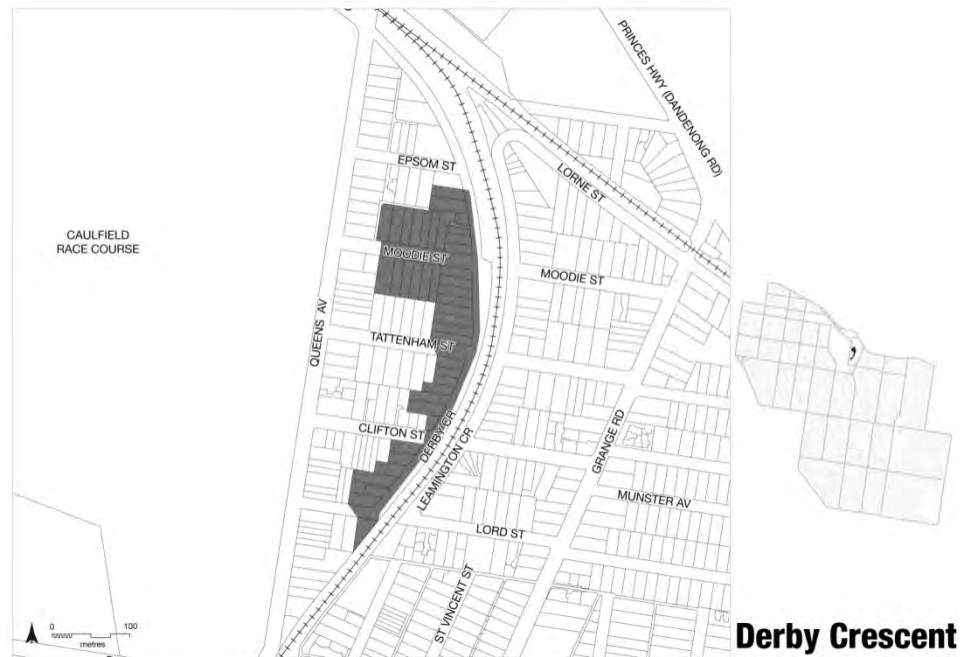 PRINCES HWY (DANDENONG RD)
EPSOM ST
LORNE ST
CAULFIELD
RACE COURSE
MOODIE ST
MOODIE ST
QUEENS AV
TATTENHAM ST
CLIFTON ST
DERBY CR
LEAMINGTON CR
GRANGE RD
MUNSTER AV
LORD ST
ST VINCENT ST
0 100
metres
Derby Crescent